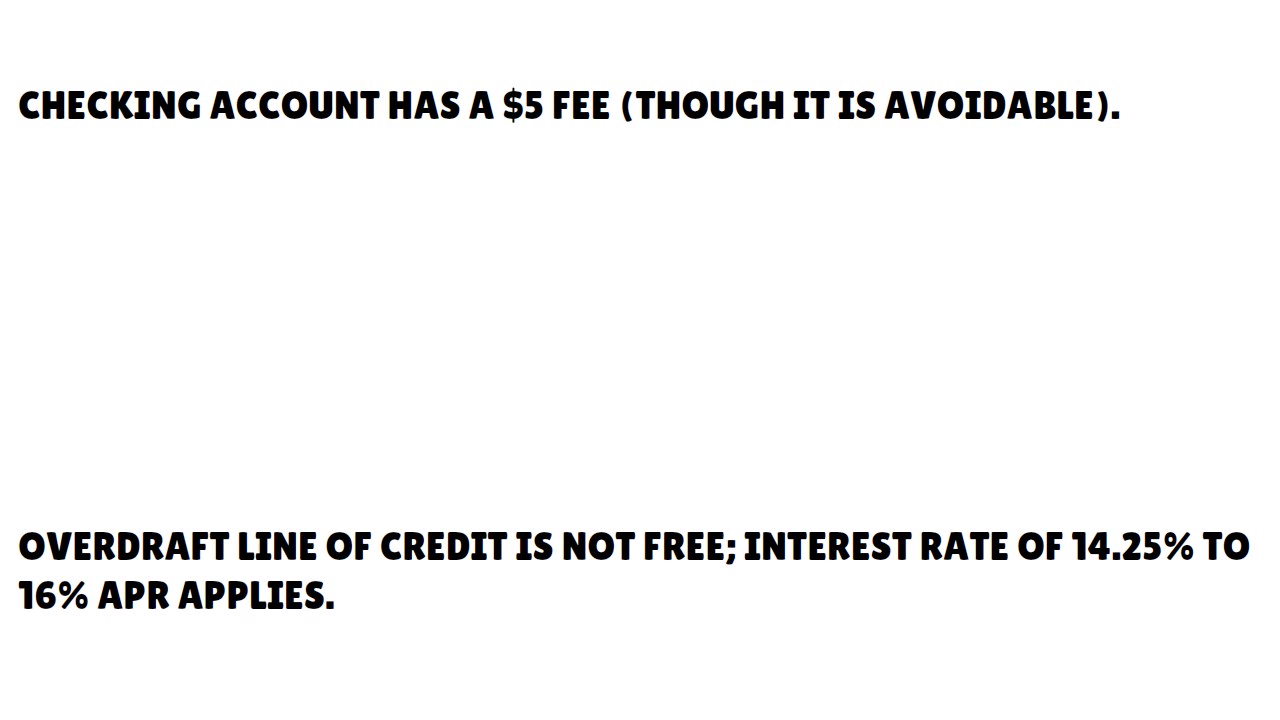 CHECKING ACCOUNT HAS A $5 FEE (THOUGH IT IS AVOIDABLE).
OVERDRAFT LINE OF CREDIT IS NOT FREE; INTEREST RATE OF 14.25% TO
16% APR APPLIES.